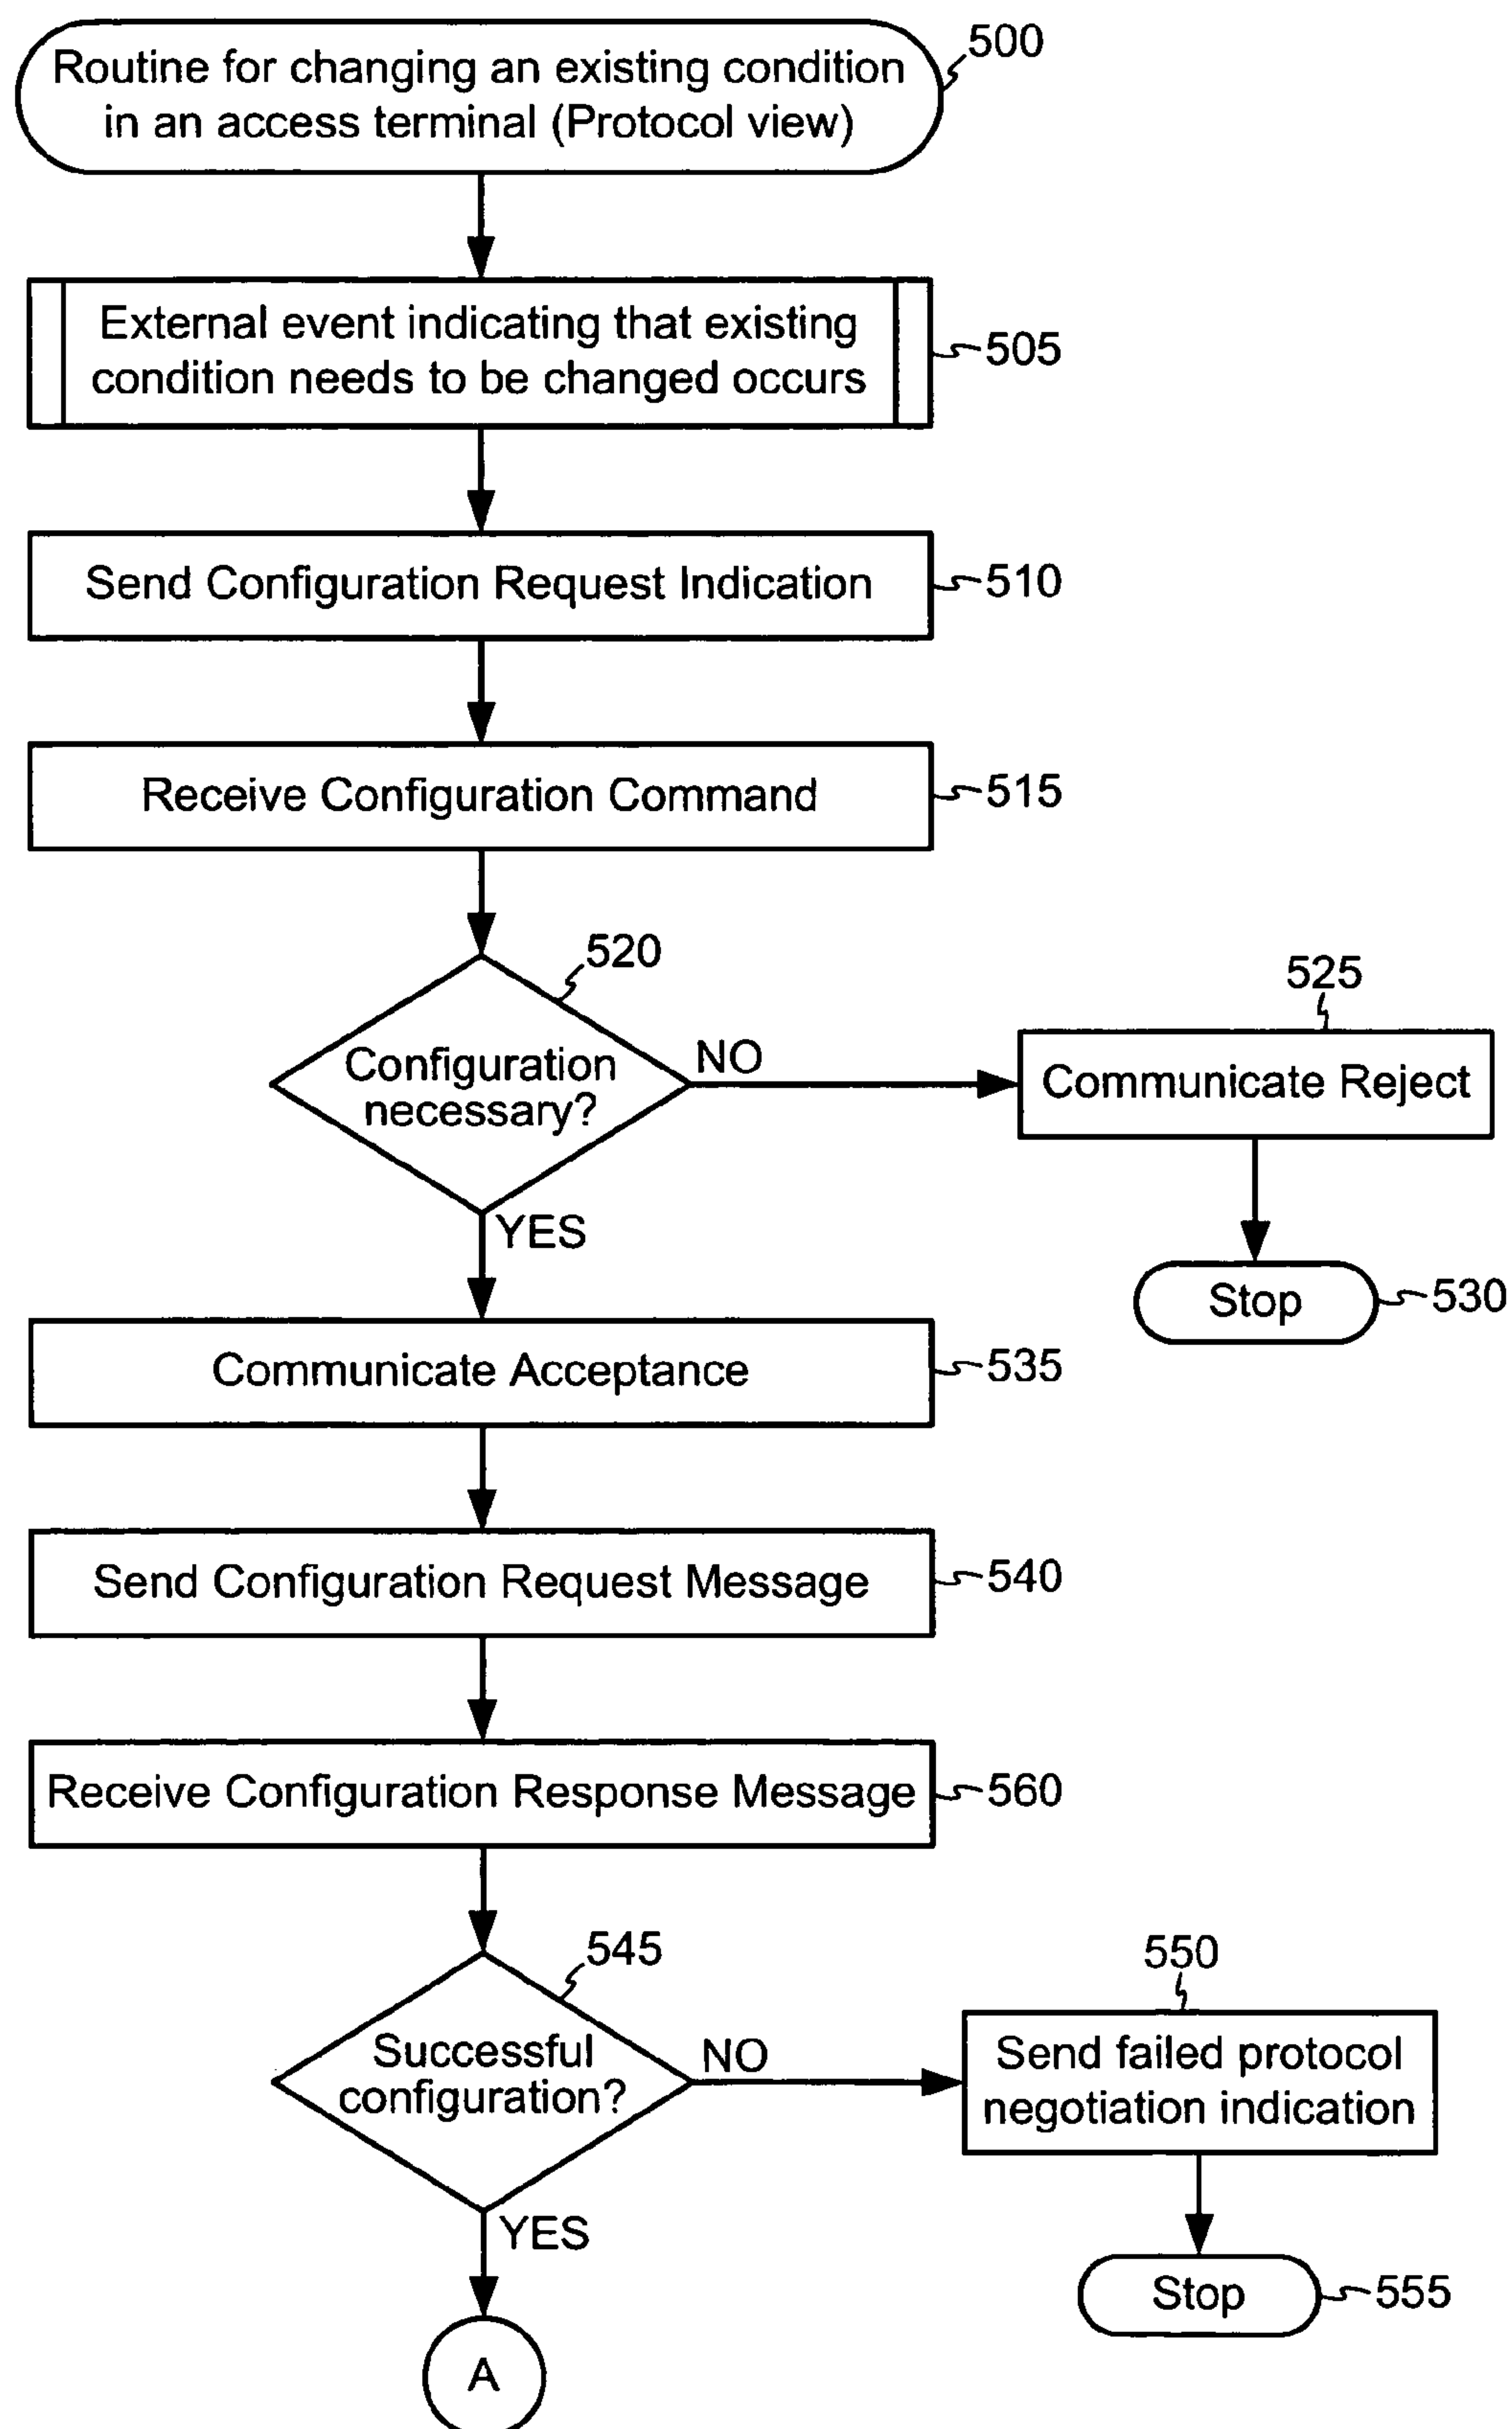 500
Routine for changing an existing condition
in an access terminal (Protocol view)
External event indicating that existing
condition needs to be changed occurs
505
Send Configuration Request Indication
510
Receive Configuration Command
515
520
Configuration
necessary?
NO
525
Communicate Reject
YES
Stop
530
Communicate Acceptance
535
Send Configuration Request Message
540
Receive Configuration Response Message
560
545
Successful
configuration?
NO
550
Send failed protocol
negotiation indication
YES
Stop
555
A